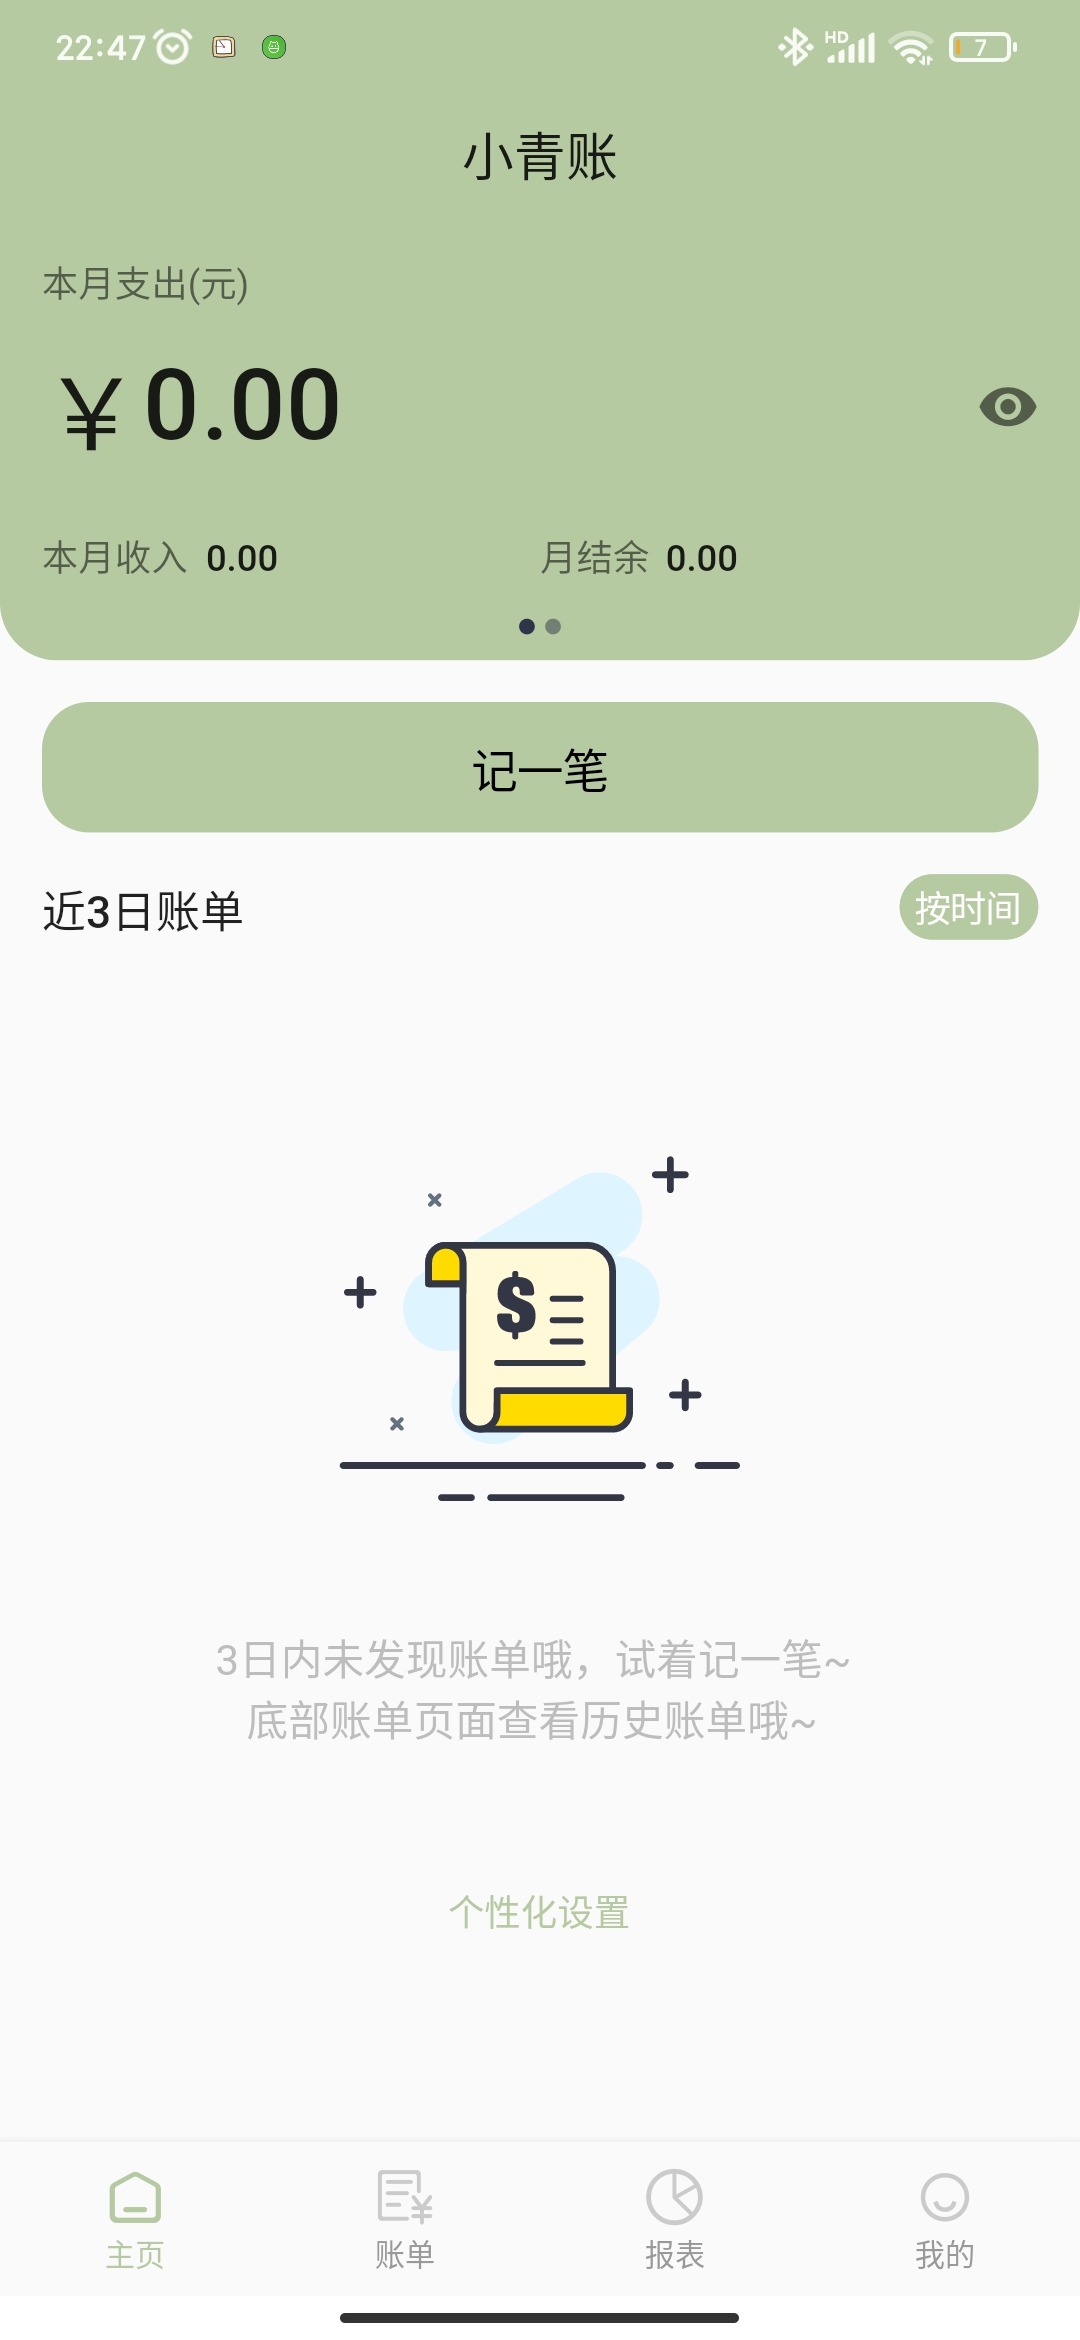 22:47 HD 7
小青账
本月支出(元)
¥0.00
本月收入 0.00 月结余 0.00
记一笔
近3日账单 按时间
$
3日内未发现账单哦，试着记一笔~
底部账单页面查看历史账单哦~
个性化设置
主页 账单 报表 我的